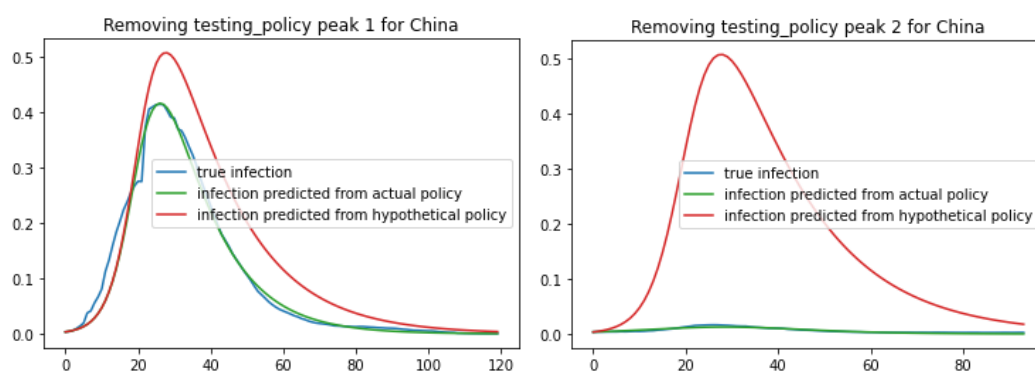 Removing testing_policy peak 1 for China
0.5
0.4
0.3
0.2
0.1
0.0
true infection
infection predicted from actual policy
infection predicted from hypothetical policy
0 20 40 60 80 100 120
Removing testing_policy peak 2 for China
0.5
0.4
0.3
0.2
0.1
0.0
true infection
infection predicted from actual policy
infection predicted from hypothetical policy
0 20 40 60 80